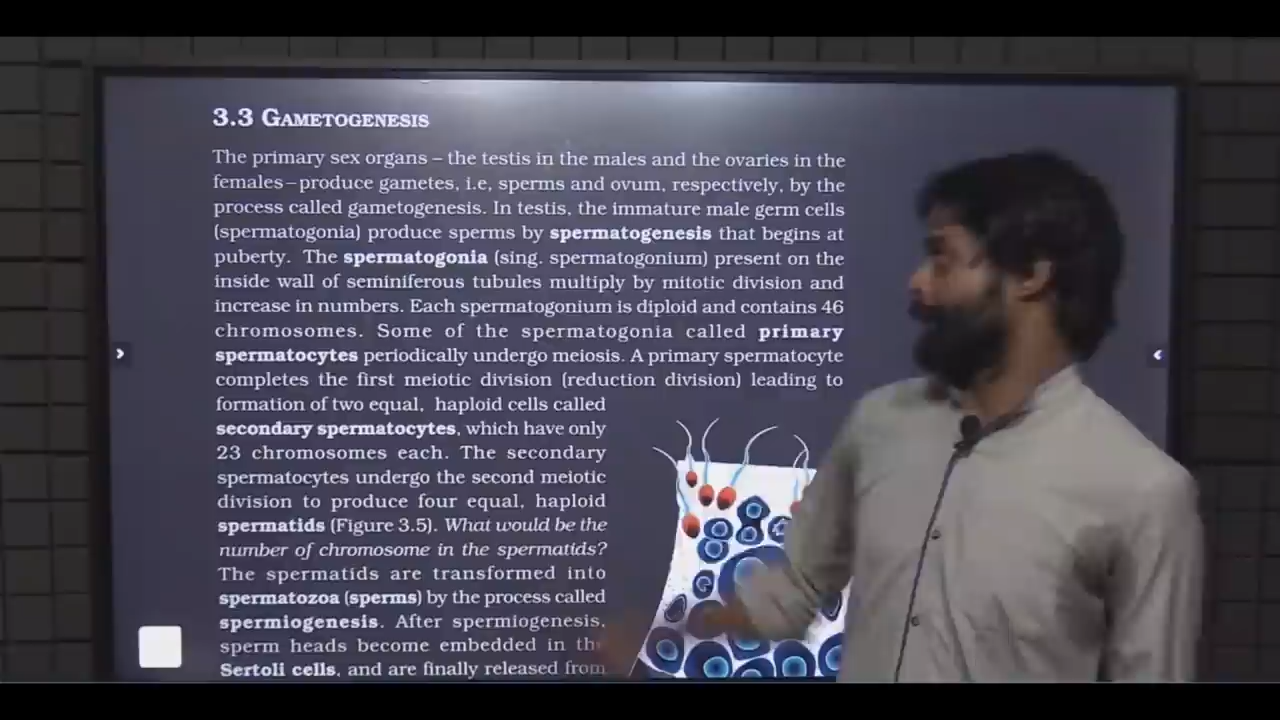 3.3 GAMETOGENESIS
The primary sex organs – the testis in the males and the ovaries in the
females–produce gametes, i.e, sperms and ovum, respectively, by the
process called gametogenesis. In testis, the immature male germ cells
(spermatogonia) produce sperms by spermatogenesis that begins at
puberty. The spermatogonia (sing. spermatogonium) present on the
inside wall of seminiferous tubules multiply by mitotic division and
increase in numbers. Each spermatogonium is diploid and contains 46
chromosomes. Some of the spermatogonia called primary
spermatocytes periodically undergo meiosis. A primary spermatocyte
completes the first meiotic division (reduction division) leading to
formation of two equal, haploid cells called
secondary spermatocytes, which have only
23 chromosomes each. The secondary
spermatocytes undergo the second meiotic
division to produce four equal, haploid
spermatids (Figure 3.5). What would be the
number of chromosome in the spermatids?
The spermatids are transformed into
spermatozoa (sperms) by the process called
spermiogenesis. After spermiogenesis,
sperm heads become embedded in the
Sertoli cells, and are finally released from